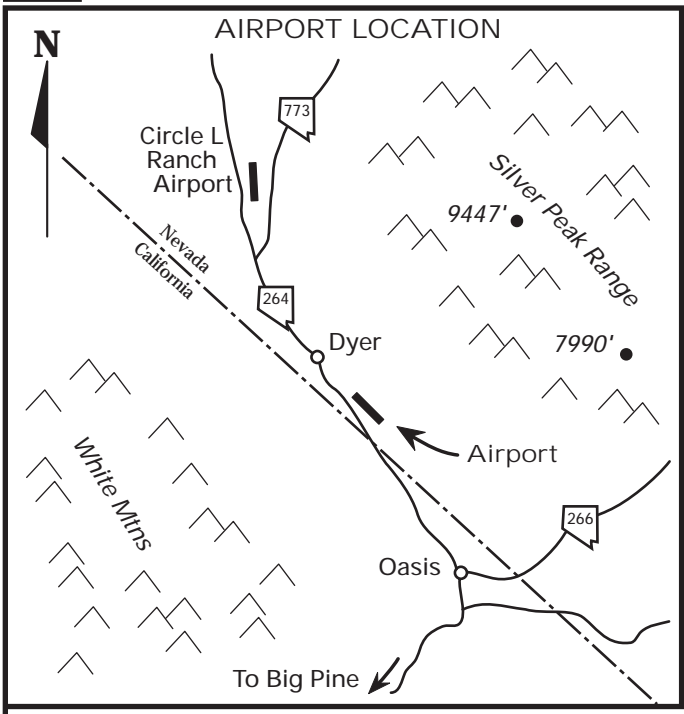 AIRPORT LOCATION
N
773
Circle L
Ranch
Airport
Silver Peak Range
9447'
Nevada
California
264
Dyer
7990'
White Mtns
Airport
266
Oasis
To Big Pine